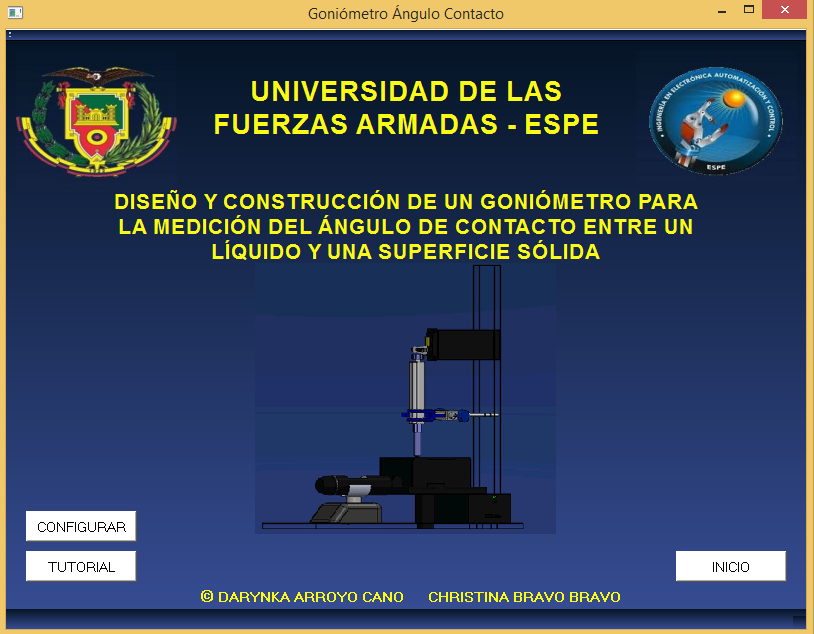 Goniómetro Ángulo Contacto
UNIVERSIDAD DE LAS
FUERZAS ARMADAS - ESPE
INGENIERÍA EN ELECTRÓNICA AUTOMATIZACIÓN Y CONTROL
ESPE
DISEÑO Y CONSTRUCCIÓN DE UN GONIÓMETRO PARA
LA MEDICIÓN DEL ÁNGULO DE CONTACTO ENTRE UN
LÍQUIDO Y UNA SUPERFICIE SÓLIDA
CONFIGURAR
TUTORIAL
INICIO
© DARYNKA ARROYO CANO CHRISTINA BRAVO BRAVO